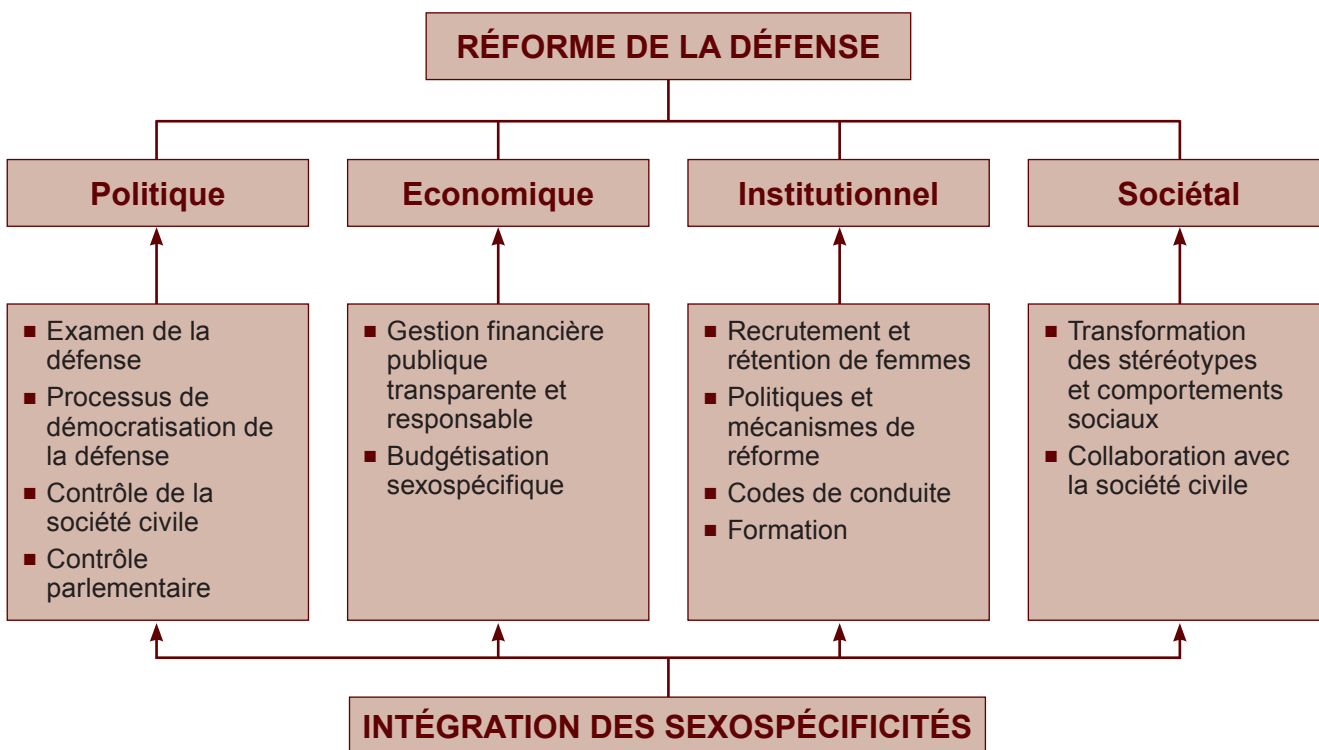 RÉFORME DE LA DÉFENSE
Politique
Economique
Institutionnel
Sociétal
■ Examen de la
défense
■ Processus de
démocratisation de
la défense
■ Contrôle de la
société civile
■ Contrôle
parlementaire
■ Gestion financière
publique
transparente et
responsable
■ Budgétisation
sexospécifique
■ Recrutement et
rétention de femmes
■ Politiques et
mécanismes de
réforme
■ Codes de conduite
■ Formation
■ Transformation
des stéréotypes
et comportements
sociaux
■ Collaboration avec
la société civile
INTÉGRATION DES SEXOSPÉCIFICITÉS